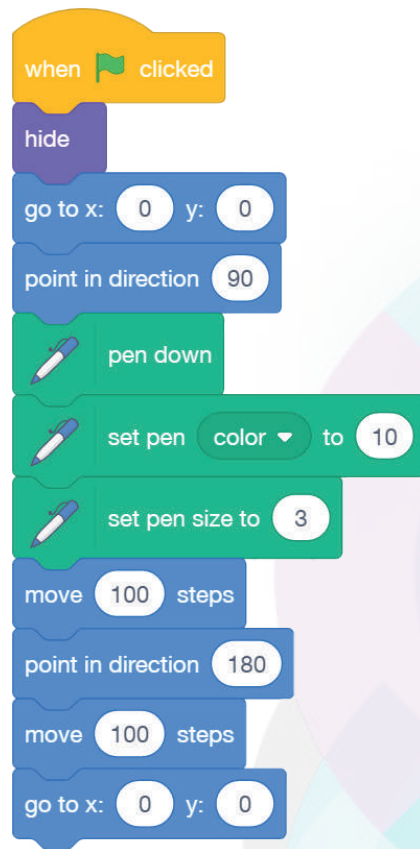 when clicked
hide
go to x: 0 y: 0
point in direction 90
pen down
set pen color to 10
set pen size to 3
move 100 steps
point in direction 180
move 100 steps
go to x: 0 y: 0